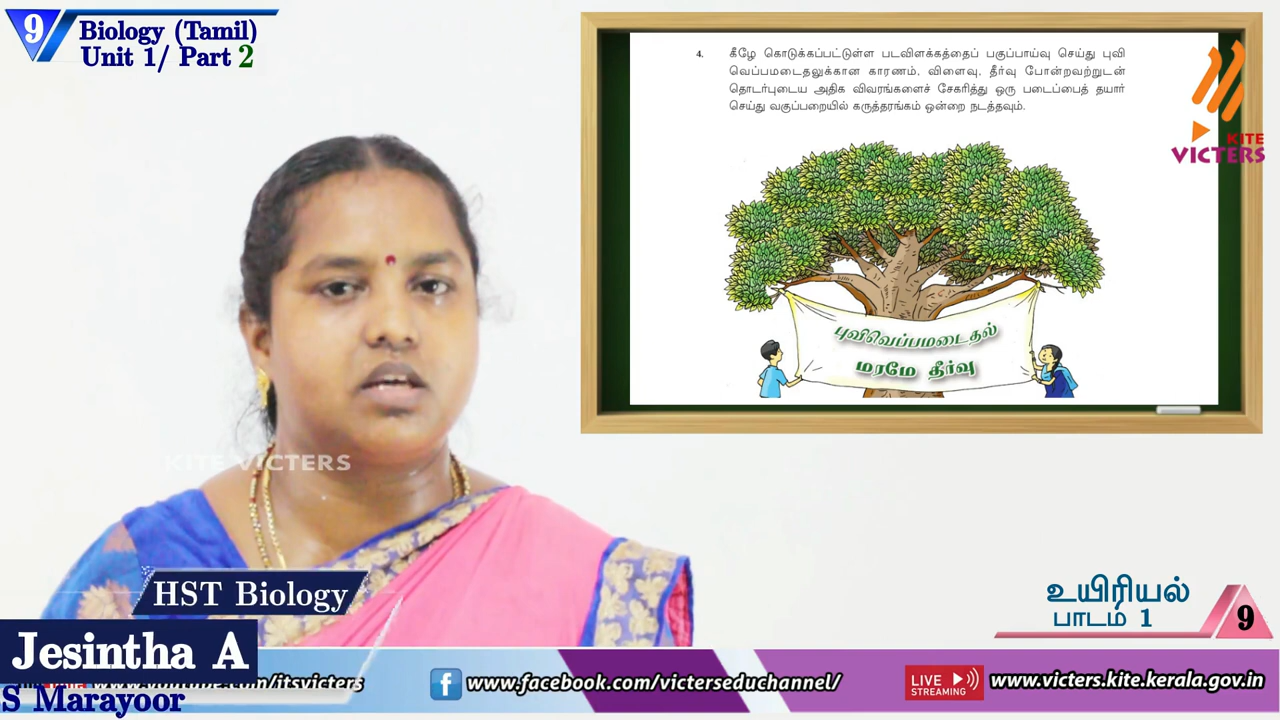 9
Biology (Tamil)
Unit 1/ Part 2
4. கீழே கொடுக்கப்பட்டுள்ள படவிளக்கத்தைப் பகுப்பாய்வு செய்து புவி
வெப்பமடைதலுக்கான காரணம், விளைவு, தீர்வு போன்றவற்றுடன்
தொடர்புடைய அதிக விவரங்களைச் சேகரித்து ஒரு படைப்பைத் தயார்
செய்து வகுப்பறையில் கருத்தரங்கம் ஒன்றை நடத்தவும்.
KITE
VICTERS
புவிவெப்பமடைதல்
மரமே தீர்வு
KITE VICTERS
HST Biology
Jesintha A
S Marayoor
உயிரியல்
பாடம் 1
9
/itsvicters
www.facebook.com/victerseduchannel/
LIVE
STREAMING
www.victers.kite.kerala.gov.in